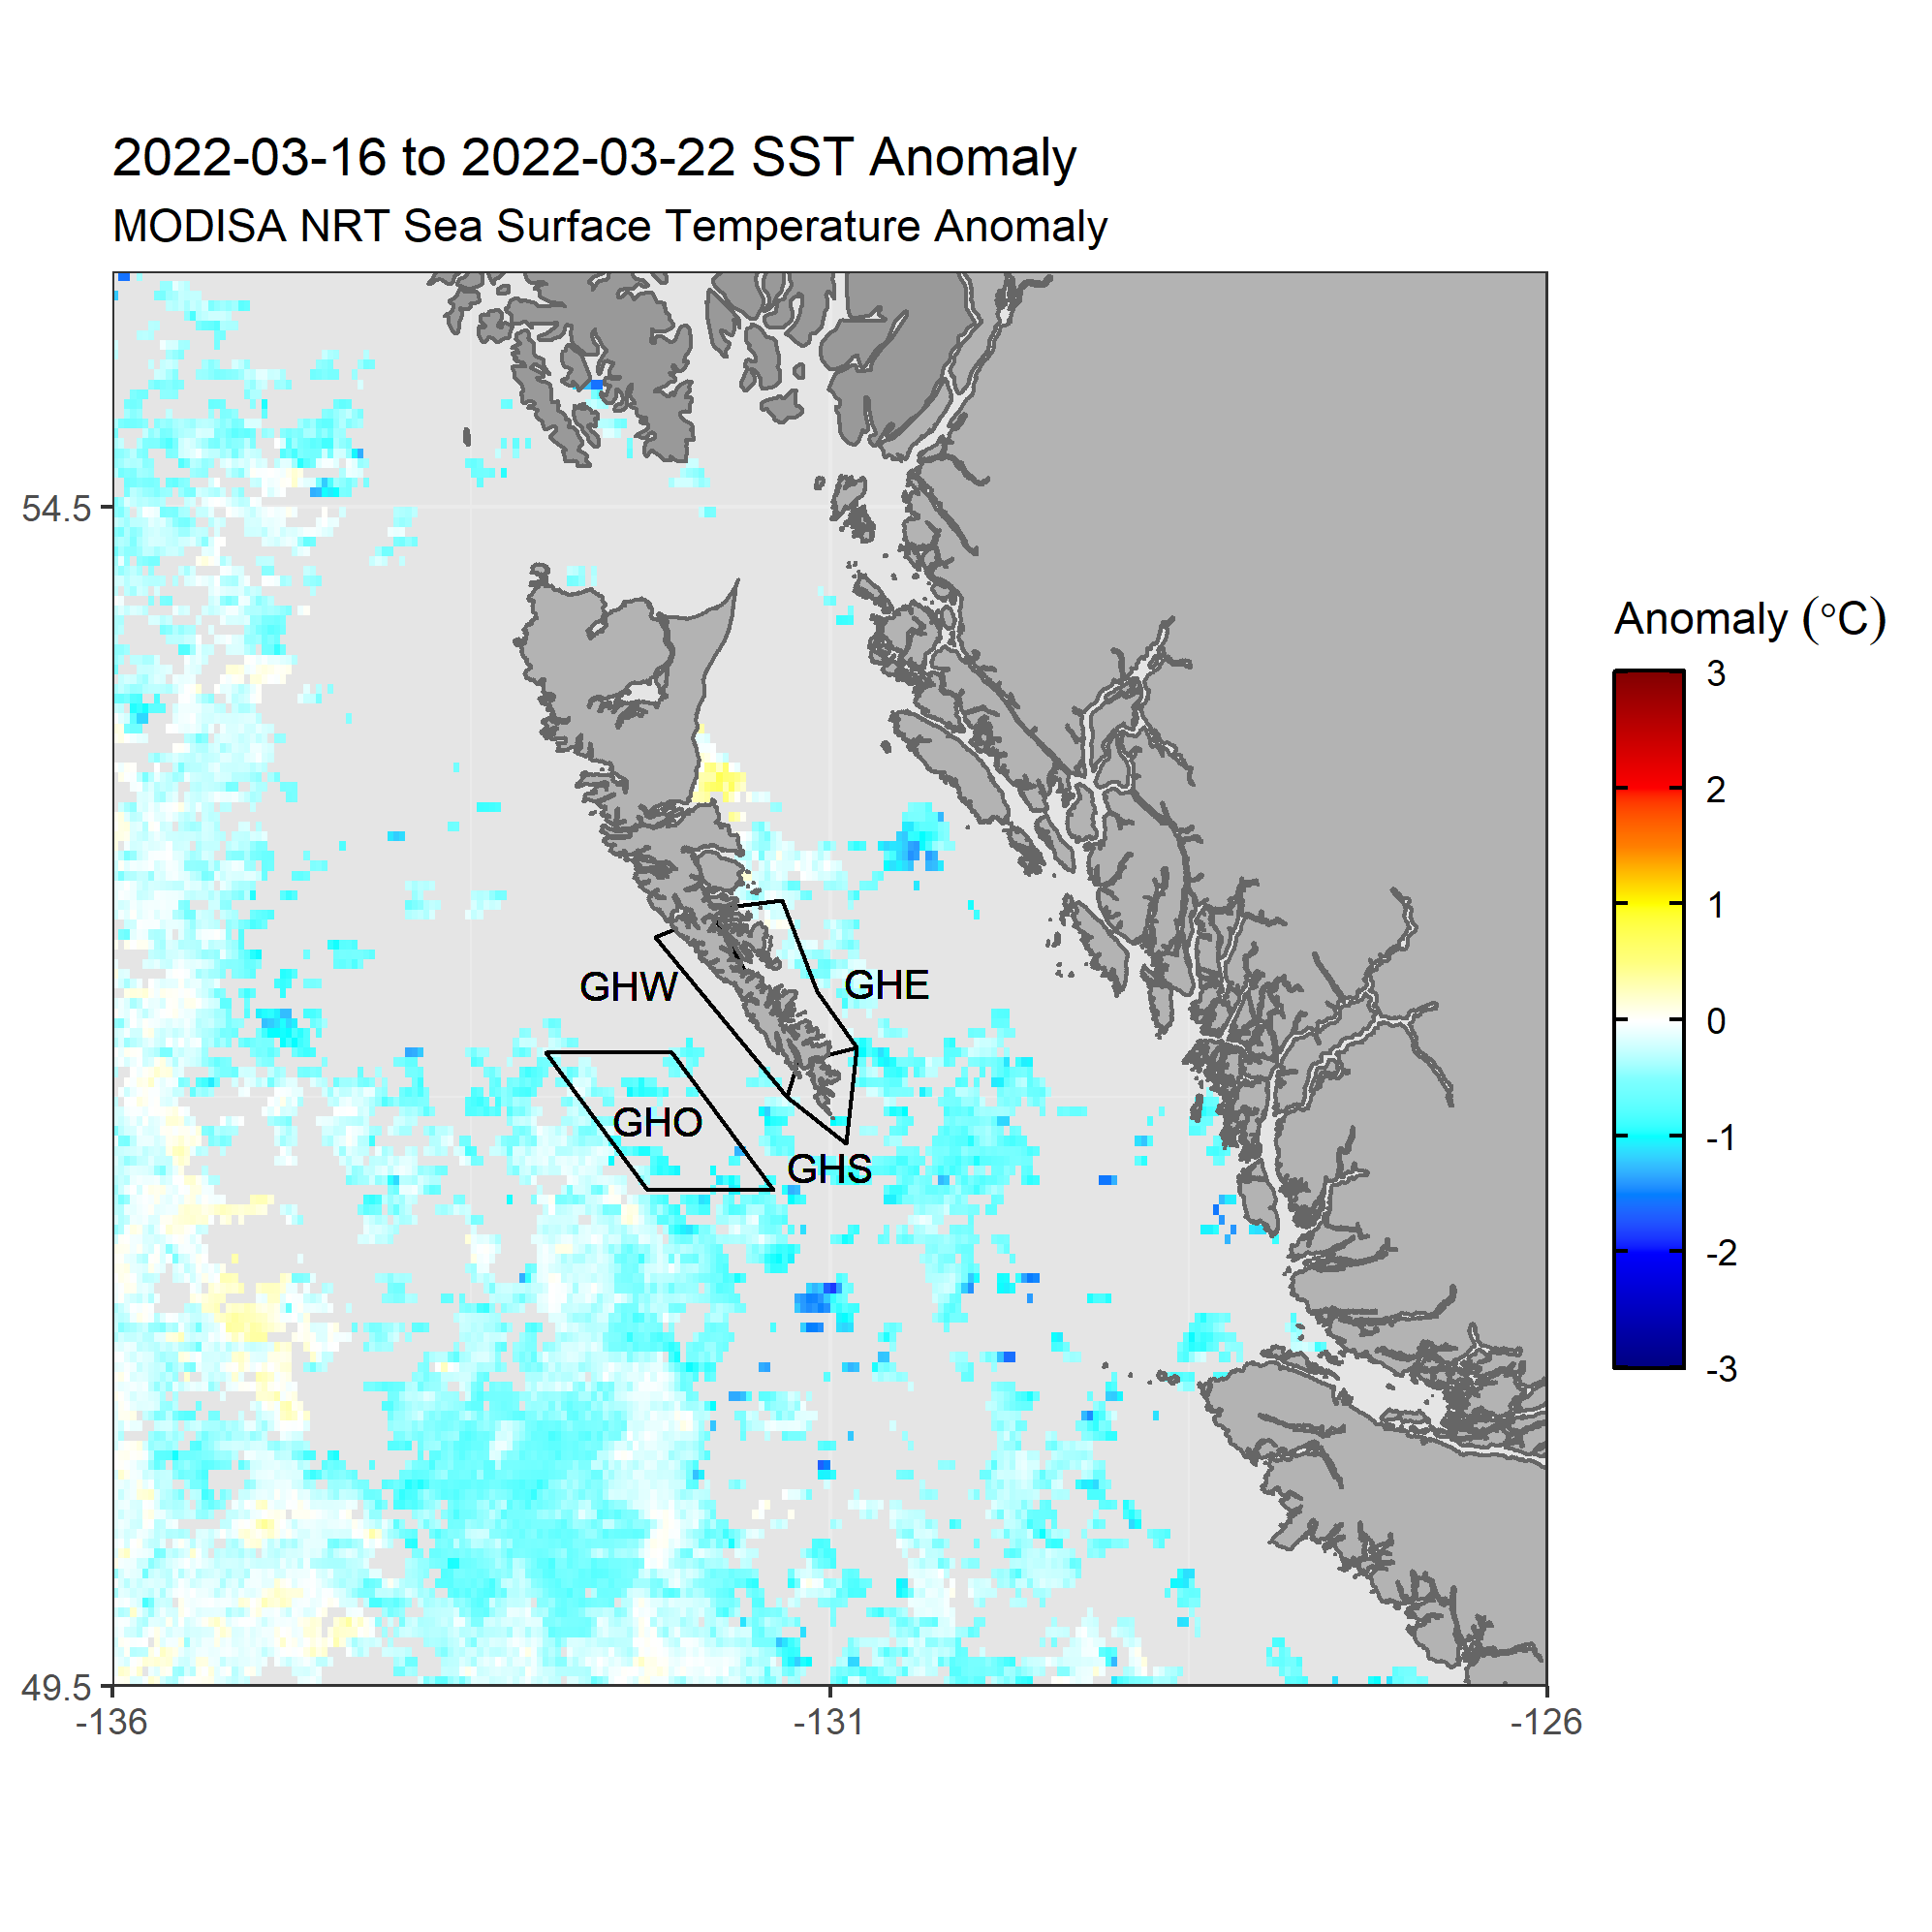 2022-03-16 to 2022-03-22 SST Anomaly
MODISA NRT Sea Surface Temperature Anomaly
54.5
49.5
-136
-131
-126
GHW
GHE
GHO
GHS
Anomaly (°C)
3
2
1
0
-1
-2
-3